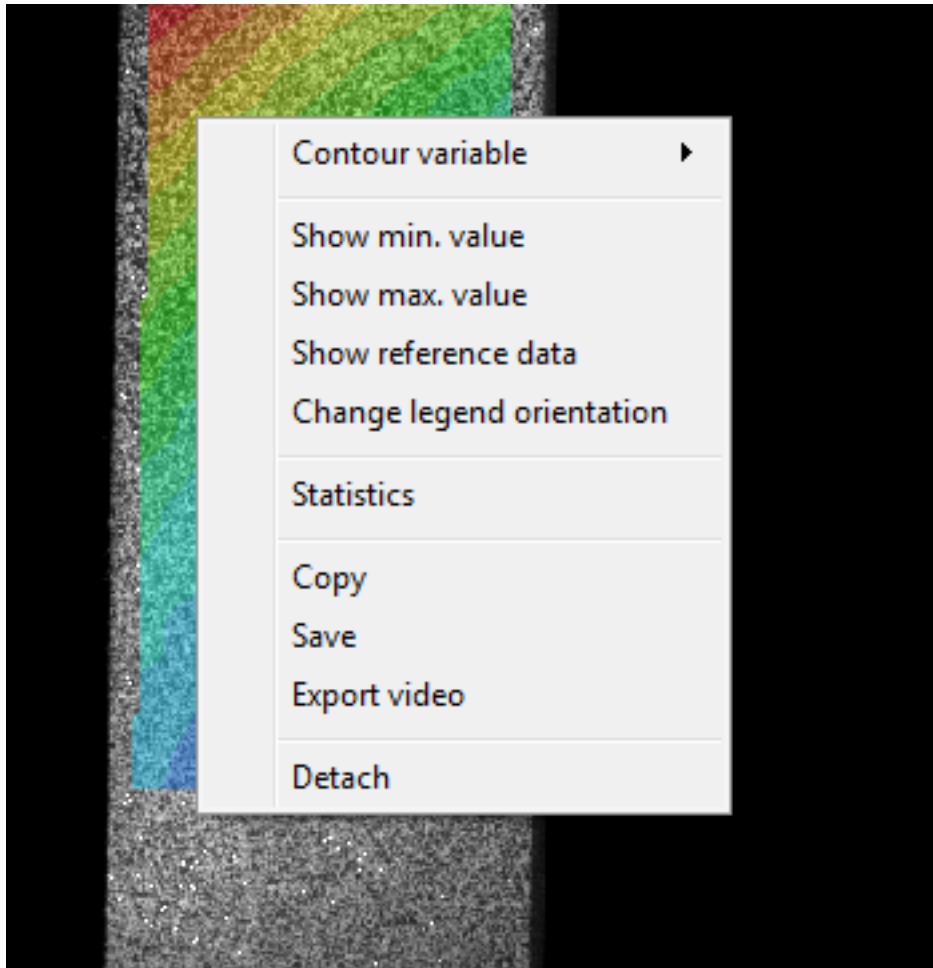 Contour variable
Show min. value
Show max. value
Show reference data
Change legend orientation
Statistics
Copy
Save
Export video
Detach